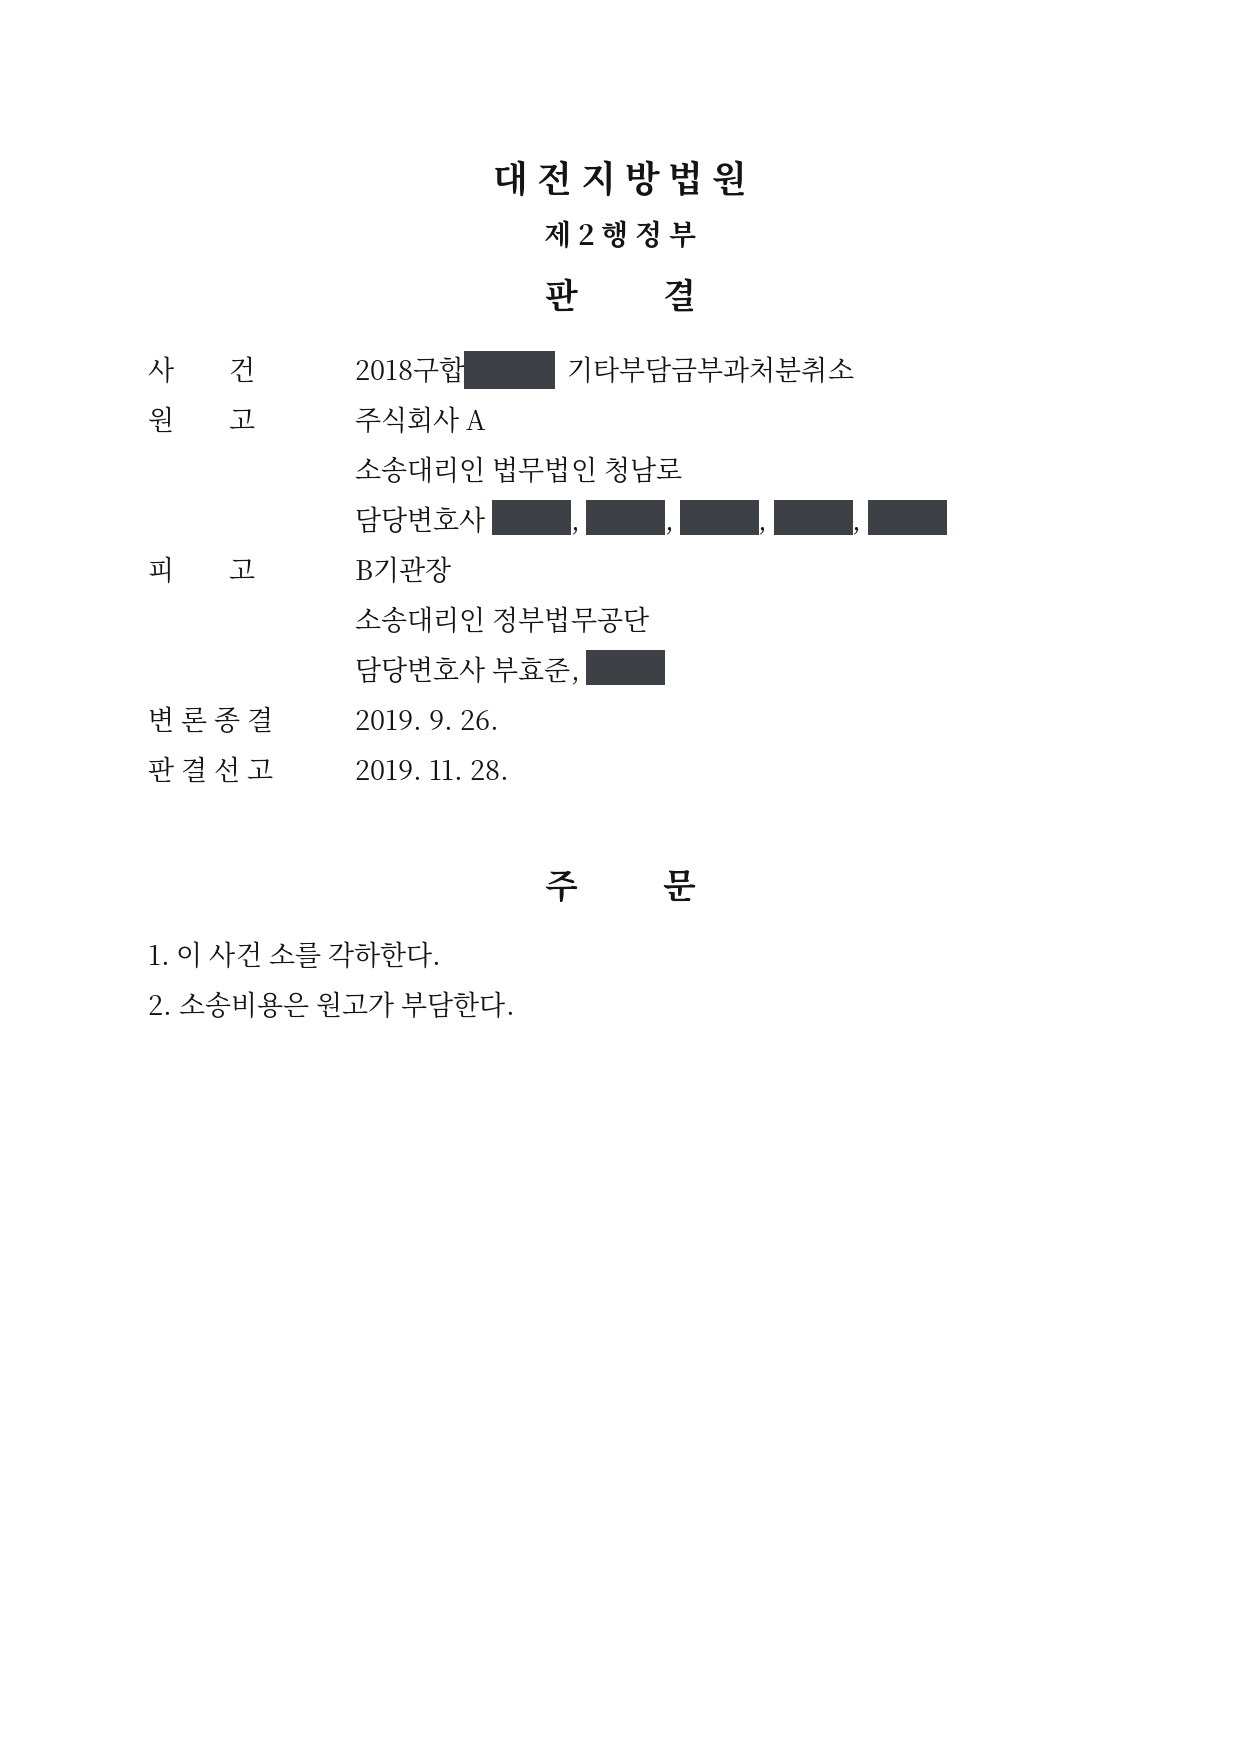 대전지방법원
제2행정부
판 결
사 건 2018구합 기타부담금부과처분취소
원 고 주식회사 A
소송대리인 법무법인 청남로
담당변호사 , , , ,
피 고 B기관장
소송대리인 정부법무공단
담당변호사 부효준,
변론종결 2019. 9. 26.
판결선고 2019. 11. 28.
주 문
1. 이 사건 소를 각하한다.
2. 소송비용은 원고가 부담한다.